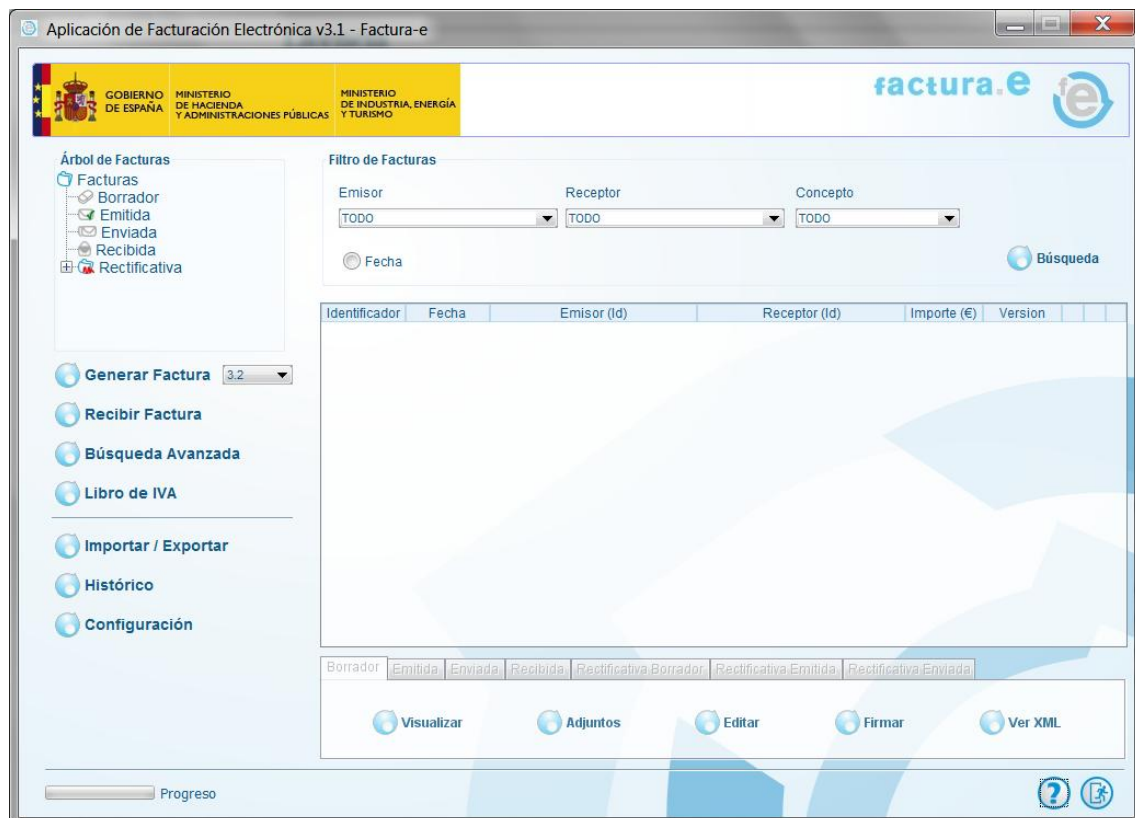 Aplicación de Facturación Electrónica v3.1 - Factura-e
GOBIERNO
DE ESPAÑA
MINISTERIO
DE HACIENDA
Y ADMINISTRACIONES PÚBLICAS
MINISTERIO
DE INDUSTRIA, ENERGÍA
Y TURISMO
factura.e
Árbol de Facturas
Facturas
Borrador
Emitida
Enviada
Recibida
Rectificativa
Filtro de Facturas
Emisor Receptor Concepto
TODO TODO TODO
Fecha
Búsqueda
Identificador Fecha Emisor (Id) Receptor (Id) Importe (€) Version
Generar Factura 3.2
Recibir Factura
Búsqueda Avanzada
Libro de IVA
Importar / Exportar
Histórico
Configuración
Borrador Emitida Enviada Recibida Rectificativa Borrador Rectificativa Emitida Rectificativa Enviada
Visualizar Adjuntos Editar Firmar Ver XML
Progreso